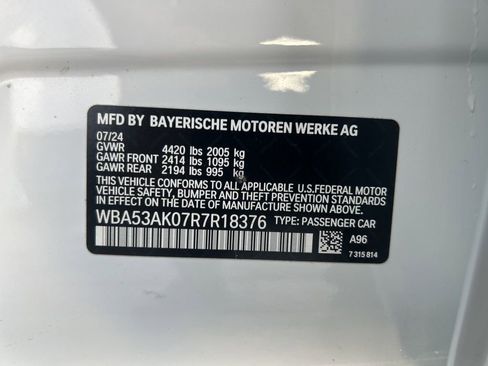 MFD BY BAYERISCHE MOTOREN WERKE AG
07/24
GVWR 4420 lbs 2005 kg
GAWR FRONT 2414 lbs 1095 kg
GAWR REAR 2194 lbs 995 kg
THIS VEHICLE CONFORMS TO ALL APPLICABLE U.S.FEDERAL MOTOR
VEHICLE SAFETY, BUMPER AND THEFT PREVENTION STANDARDS
IN EFFECT ON THE DATE OF MANUFACTURE SHOWN ABOVE.
WBA53AK07R7R18376 TYPE: PASSENGER CAR
A96
7 315 814